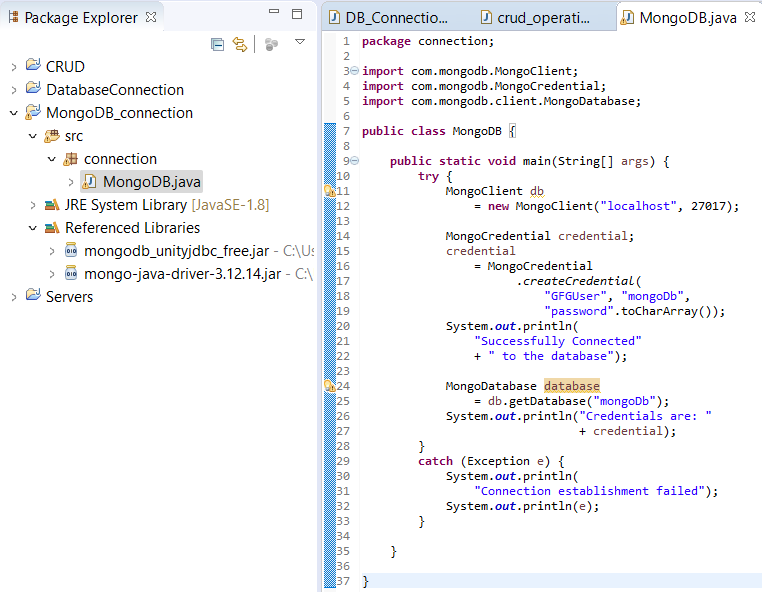 Package Explorer
CRUD
DatabaseConnection
MongoDB_connection
src
connection
MongoDB.java
JRE System Library [JavaSE-1.8]
Referenced Libraries
mongodb_unityjdbc_free.jar - C:\Us
mongo-java-driver-3.12.14.jar - C:\
Servers
DB_Connectio... crud_operati... MongoDB.java
1 package connection;
2
3 import com.mongodb.MongoClient;
4 import com.mongodb.MongoCredential;
5 import com.mongodb.client.MongoDatabase;
6
7 public class MongoDB {
8
9 public static void main(String[] args) {
10 try {
11 MongoClient db
12 = new MongoClient("localhost", 27017);
13
14 MongoCredential credential;
15 credential
16 = MongoCredential
17 .createCredential(
18 "GFGUser", "mongoDb",
19 "password".toCharArray());
20 System.out.println(
21 "Successfully Connected"
22 + " to the database");
23
24 MongoDatabase database
25 = db.getDatabase("mongoDb");
26 System.out.println("Credentials are: "
27 + credential);
28 }
29 catch (Exception e) {
30 System.out.println(
31 "Connection establishment failed");
32 System.out.println(e);
33 }
34
35 }
36
37 }